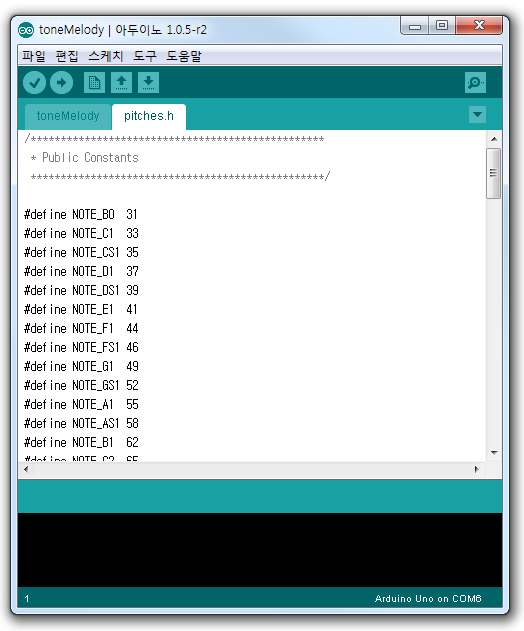 toneMelody | 아두이노 1.0.5-r2
파일 편집 스케치 도구 도움말
toneMelody pitches.h
/*************************************************
 * Public Constants
 *************************************************/
#define NOTE_B0  31
#define NOTE_C1  33
#define NOTE_CS1 35
#define NOTE_D1  37
#define NOTE_DS1 39
#define NOTE_E1  41
#define NOTE_F1  44
#define NOTE_FS1 46
#define NOTE_G1  49
#define NOTE_GS1 52
#define NOTE_A1  55
#define NOTE_AS1 58
#define NOTE_B1  62
#define NOTE_C2  65
1 Arduino Uno on COM6